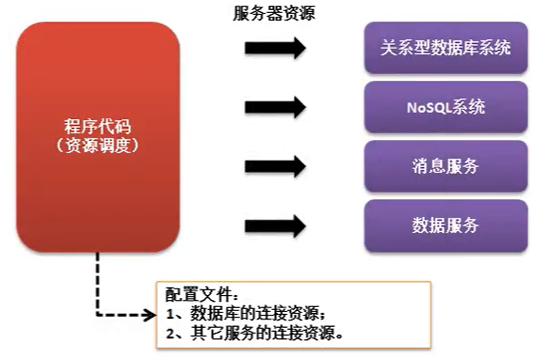 服务器资源
程序代码
（资源调度）
关系型数据库系统
NoSQL系统
消息服务
数据服务
配置文件：
1、数据库的连接资源；
2、其它服务的连接资源。